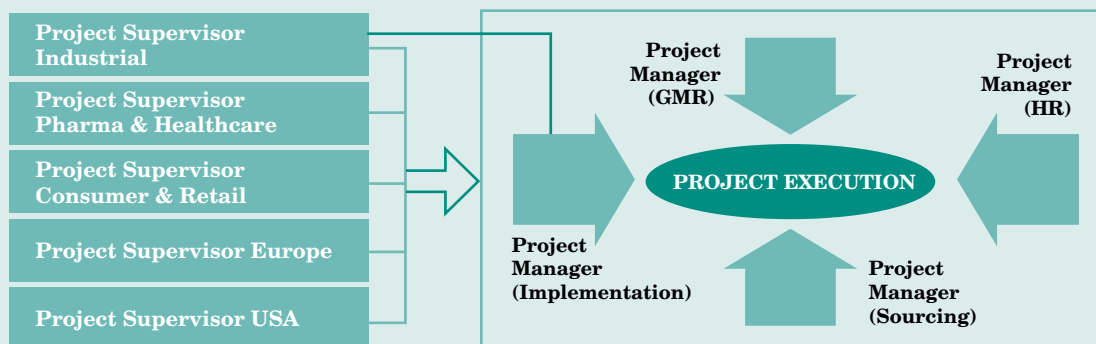 Project Supervisor
Industrial
Project Supervisor
Pharma & Healthcare
Project Supervisor
Consumer & Retail
Project Supervisor Europe
Project Supervisor USA
Project
Manager
(GMR)
Project
Manager
(HR)
PROJECT EXECUTION
Project
Manager
(Implementation)
Project
Manager
(Sourcing)